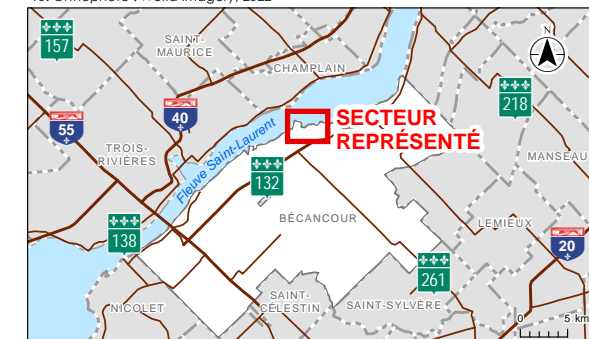 157
SAINT-
MAURICE
CHAMPLAIN
218
55
40
SECTEUR
REPRÉSENTÉ
TROIS-
RIVIÈRES
Fleuve Saint-Laurent
MANSEAU
132
138
BÉCANCOUR
LEMIEUX
20
261
NICOLET
SAINT-
CÉLESTIN
SAINT-SYLVÈRE
0 5 km